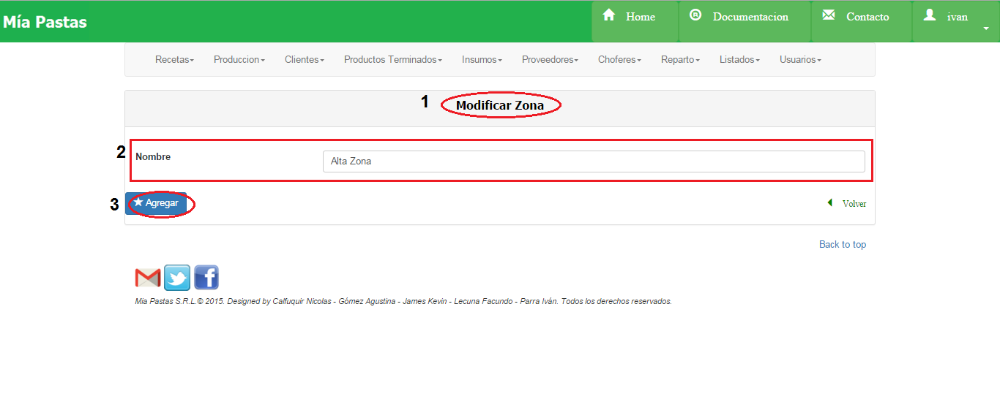 Mía Pastas Home Documentacion Contacto ivan
Recetas Produccion Clientes Productos Terminados Insumos Proveedores Choferes Reparto Listados Usuarios
1 Modificar Zona
2 Nombre Alta Zona
3 Agregar Volver
Back to top
Mia Pastas S.R.L.© 2015. Designed by Calfuquir Nicolas - Gómez Agustina - James Kevin - Lecuna Facundo - Parra Iván. Todos los derechos reservados.